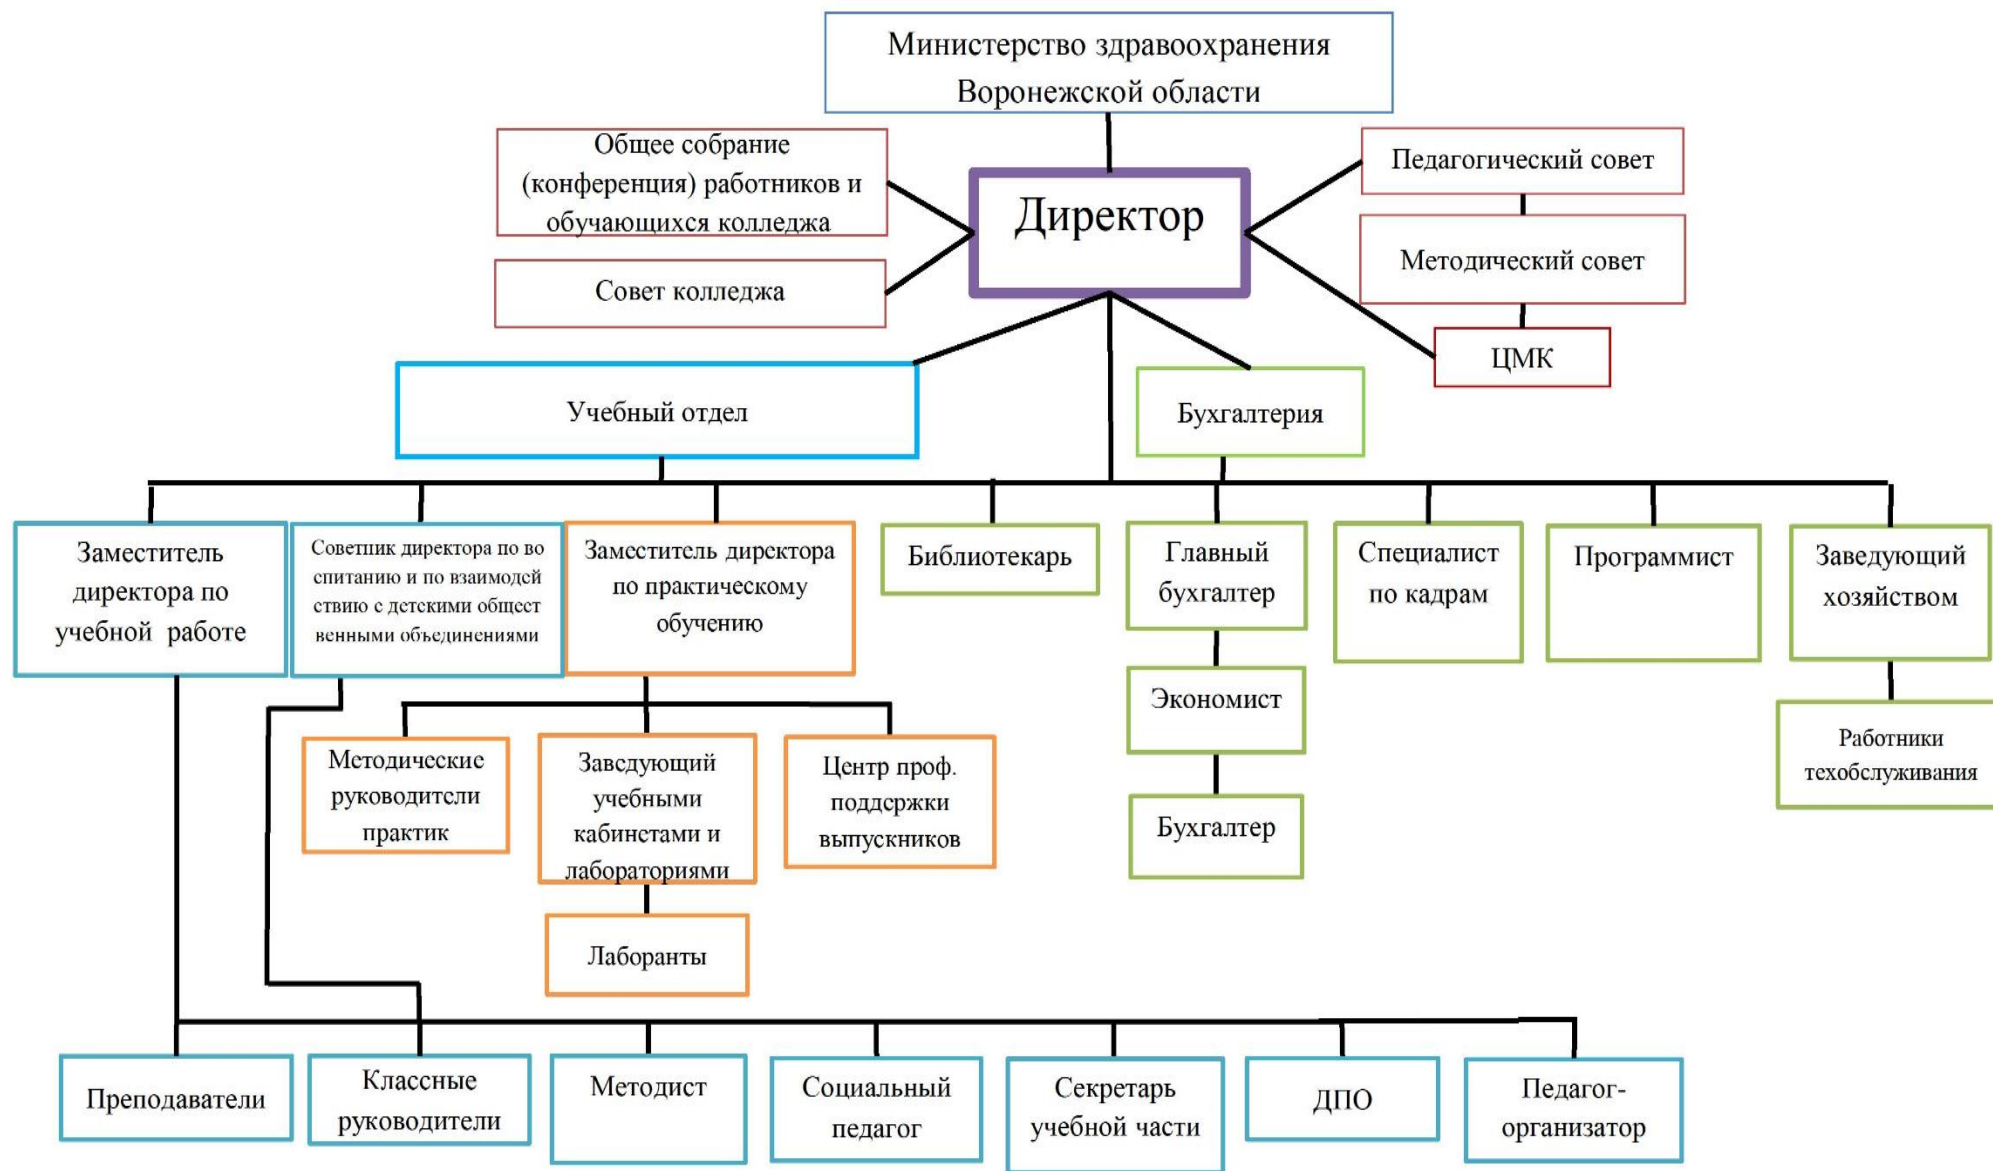 Министерство здравоохранения
Воронежской области
Общее собрание
(конференция) работников и
обучающихся колледжа
Директор
Педагогический совет
Совет колледжа
Методический совет
ЦМК
Учебный отдел
Бухгалтерия
Заместитель
директора по
учебной работе
Советник директора по во
спитанию и по взаимодей
ствию с детскими общест
венными объединениями
Заместитель директора
по практическому
обучению
Библиотекарь
Главный
бухгалтер
Специалист
по кадрам
Программист
Заведующий
хозяйством
Методические
руководители
практик
Заведующий
учебными
кабинетами и
лабораториями
Центр проф.
поддержки
выпускников
Экономист
Работники
техобслуживания
Бухгалтер
Лаборанты
Преподаватели
Классные
руководители
Методист
Социальный
педагог
Секретарь
учебной части
ДПО
Педагог-
организатор